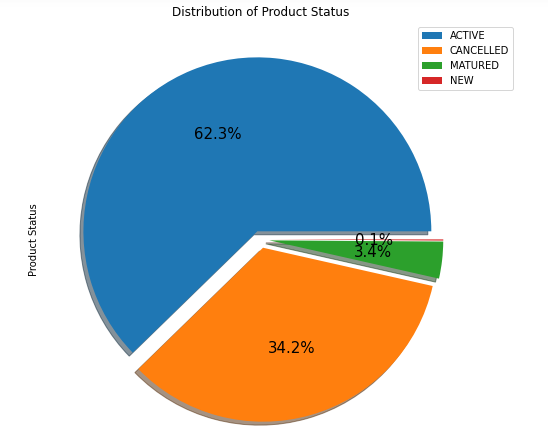 Distribution of Product Status
ACTIVE
CANCELLED
MATURED
NEW
62.3%
Product Status
0.1%
3.4%
34.2%